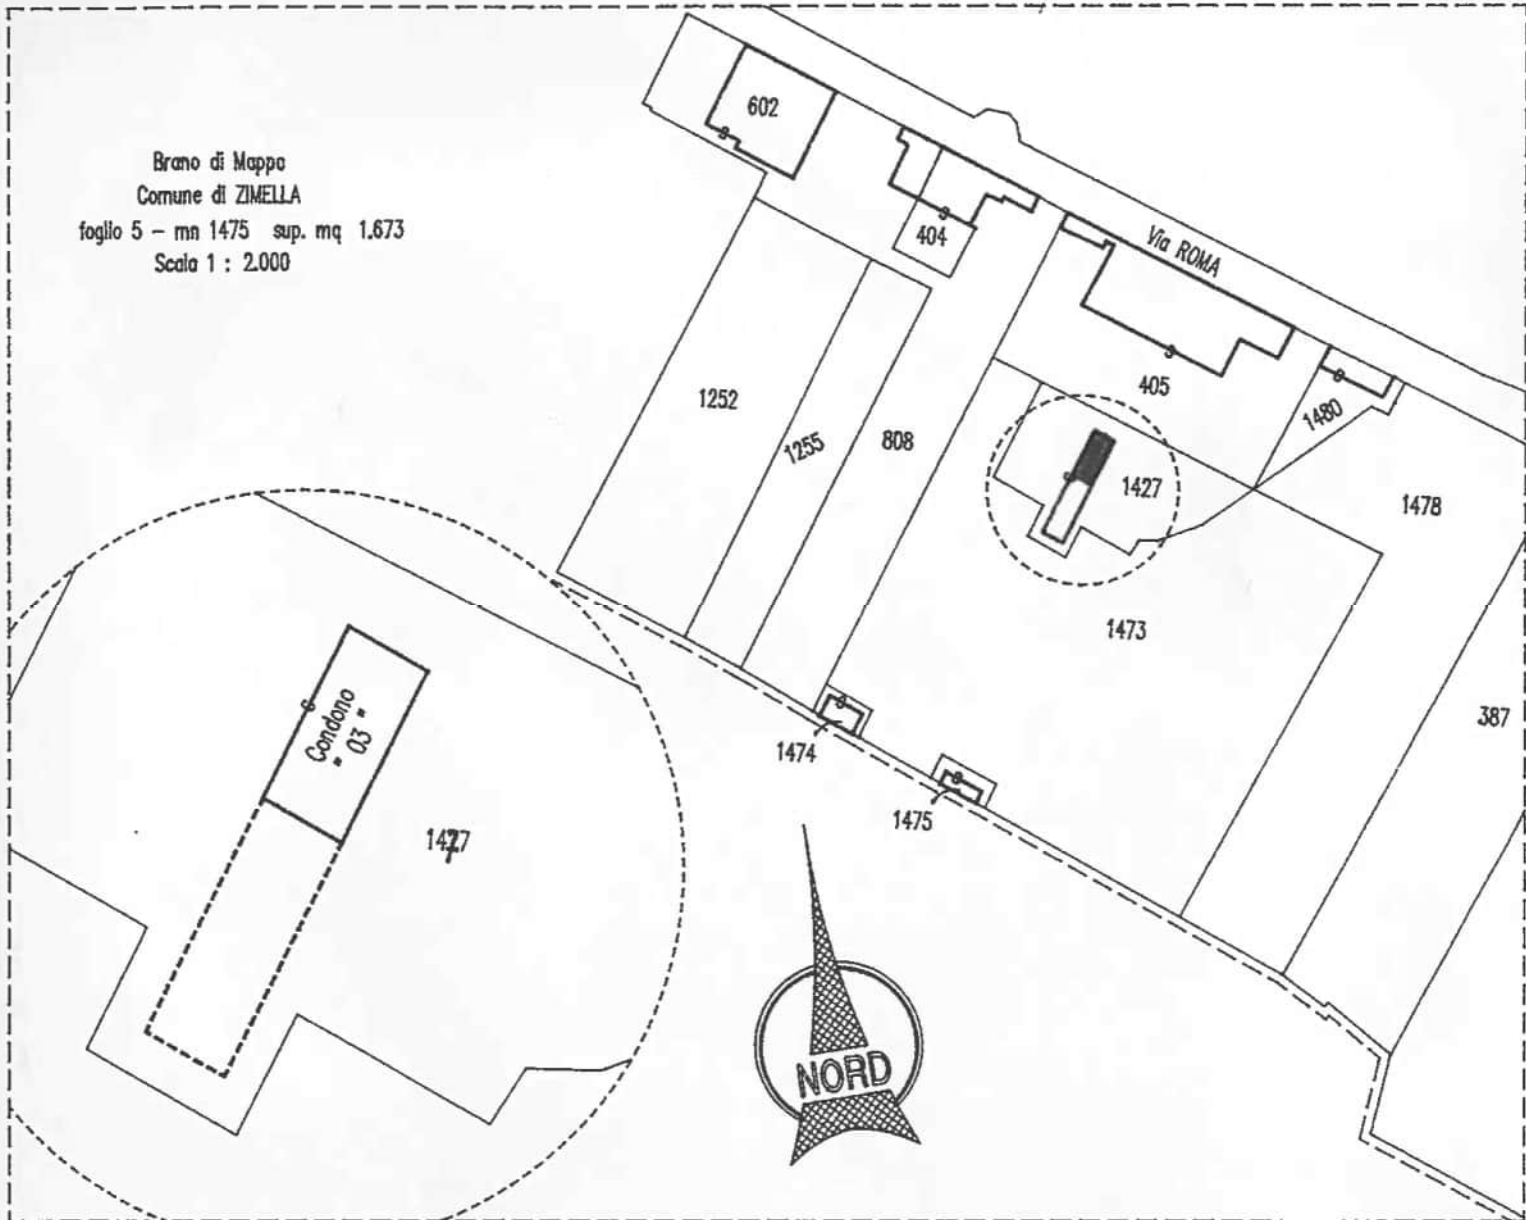 Brano di Mappa
Comune di ZIMELLA
foglio 5 - mn 1475 sup. mq 1.673
Scala 1 : 2.000
602
404
Via ROMA
405
1480
1252
1255
808
1427
1478
1473
387
1474
1475
Condono
" 03 "
1427
NORD